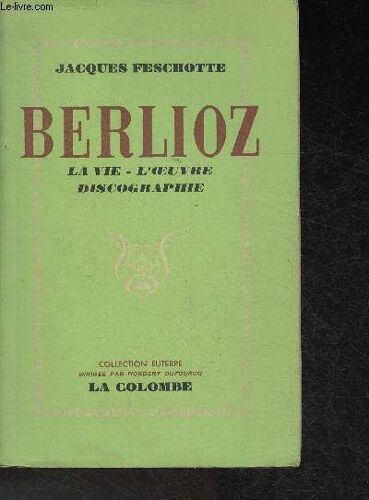 Le-livre.com
JACQUES FESCHOTTE
BERLIOZ
LA VIE - L'ŒUVRE
DISCOGRAPHIE
COLLECTION EUTERPE
DIRIGÉE PAR NORBERT DUFOURCQ
LA COLOMBE